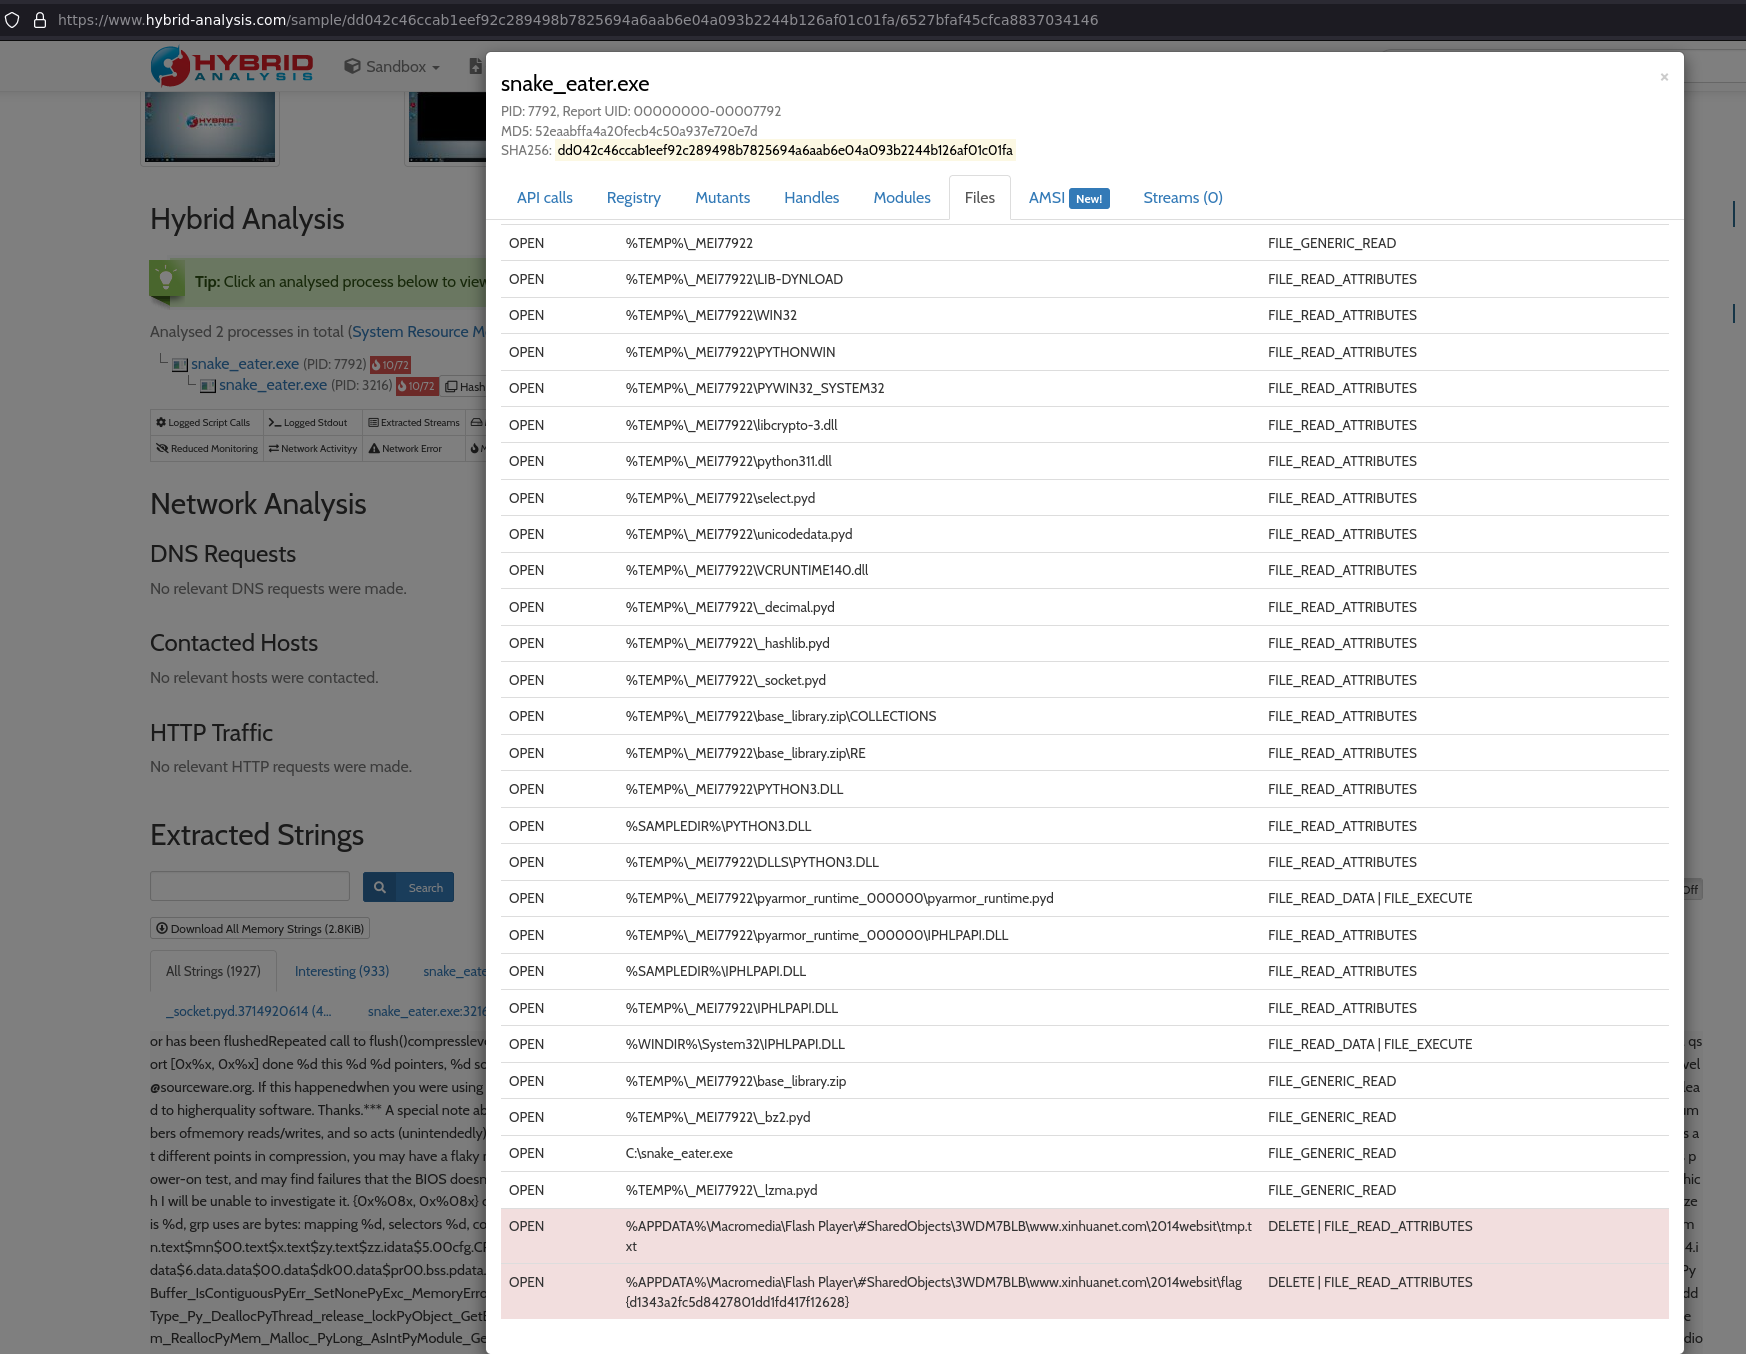 https://www.hybrid-analysis.com/sample/dd042c46ccab1eef92c289498b7825694a6aab6e04a093b2244b126af01c01fa/6527bfaf45cfca8837034146
HYBRID
ANALYSIS
Sandbox
HYBRID
ANALYSIS
Hybrid Analysis
Tip: Click an analysed process below to view
Analysed 2 processes in total (System Resource M
snake_eater.exe (PID: 7792) 10/72
snake_eater.exe (PID: 3216) 10/72 Hash
Logged Script Calls Logged Stdout Extracted Streams
Reduced Monitoring Network Activityy Network Error
Network Analysis
DNS Requests
No relevant DNS requests were made.
Contacted Hosts
No relevant hosts were contacted.
HTTP Traffic
No relevant HTTP requests were made.
Extracted Strings
Search
Off
Download All Memory Strings (2.8KiB)
All Strings (1927) Interesting (933) snake_eate
_socket.pyd.3714920614 (4... snake_eater.exe:3216
or has been flushedRepeated call to flush()compressleve
ort [0x%x, 0x%x] done %d this %d %d pointers, %d so
@sourceware.org. If this happenedwhen you were using
d to higherquality software. Thanks.*** A special note ab
bers ofmemory reads/writes, and so acts (unintendedly)
t different points in compression, you may have a flaky
ower-on test, and may find failures that the BIOS doesn
h I will be unable to investigate it. {0x%08x, 0x%08x}
is %d, grp uses are bytes: mapping %d, selectors %d, co
n.text$mn$00.text$x.text$zy.text$zz.idata$5.00cfg.CR
data$6.data.data$00.data$dk00.data$pr00.bss.pdata.
Buffer_IsContiguousPyErr_SetNonePyExc_MemoryErro
Type_Py_DeallocPyThread_release_lockPyObject_GetB
m_ReallocPyMem_Malloc_PyLong_AsIntPyModule_Ge
snake_eater.exe ×
PID: 7792, Report UID: 00000000-00007792
MD5: 52eaabffa4a20fecb4c50a937e720e7d
SHA256: dd042c46ccab1eef92c289498b7825694a6aab6e04a093b2244b126af01c01fa
API calls Registry Mutants Handles Modules Files AMSI New! Streams (0)
OPEN %TEMP%\_MEI77922 FILE_GENERIC_READ
OPEN %TEMP%\_MEI77922\LIB-DYNLOAD FILE_READ_ATTRIBUTES
OPEN %TEMP%\_MEI77922\WIN32 FILE_READ_ATTRIBUTES
OPEN %TEMP%\_MEI77922\PYTHONWIN FILE_READ_ATTRIBUTES
OPEN %TEMP%\_MEI77922\PYWIN32_SYSTEM32 FILE_READ_ATTRIBUTES
OPEN %TEMP%\_MEI77922\libcrypto-3.dll FILE_READ_ATTRIBUTES
OPEN %TEMP%\_MEI77922\python311.dll FILE_READ_ATTRIBUTES
OPEN %TEMP%\_MEI77922\select.pyd FILE_READ_ATTRIBUTES
OPEN %TEMP%\_MEI77922\unicodedata.pyd FILE_READ_ATTRIBUTES
OPEN %TEMP%\_MEI77922\VCRUNTIME140.dll FILE_READ_ATTRIBUTES
OPEN %TEMP%\_MEI77922\_decimal.pyd FILE_READ_ATTRIBUTES
OPEN %TEMP%\_MEI77922\_hashlib.pyd FILE_READ_ATTRIBUTES
OPEN %TEMP%\_MEI77922\_socket.pyd FILE_READ_ATTRIBUTES
OPEN %TEMP%\_MEI77922\base_library.zip\COLLECTIONS FILE_READ_ATTRIBUTES
OPEN %TEMP%\_MEI77922\base_library.zip\RE FILE_READ_ATTRIBUTES
OPEN %TEMP%\_MEI77922\PYTHON3.DLL FILE_READ_ATTRIBUTES
OPEN %SAMPLEDIR%\PYTHON3.DLL FILE_READ_ATTRIBUTES
OPEN %TEMP%\_MEI77922\DLLS\PYTHON3.DLL FILE_READ_ATTRIBUTES
OPEN %TEMP%\_MEI77922\pyarmor_runtime_000000\pyarmor_runtime.pyd FILE_READ_DATA | FILE_EXECUTE
OPEN %TEMP%\_MEI77922\pyarmor_runtime_000000\IPHLPAPI.DLL FILE_READ_ATTRIBUTES
OPEN %SAMPLEDIR%\IPHLPAPI.DLL FILE_READ_ATTRIBUTES
OPEN %TEMP%\_MEI77922\IPHLPAPI.DLL FILE_READ_ATTRIBUTES
OPEN %WINDIR%\System32\IPHLPAPI.DLL FILE_READ_DATA | FILE_EXECUTE
OPEN %TEMP%\_MEI77922\base_library.zip FILE_GENERIC_READ
OPEN %TEMP%\_MEI77922\_bz2.pyd FILE_GENERIC_READ
OPEN C:\snake_eater.exe FILE_GENERIC_READ
OPEN %TEMP%\_MEI77922\_lzma.pyd FILE_GENERIC_READ
OPEN %APPDATA%\Macromedia\Flash Player\#SharedObjects\3WDM7BLB\www.xinhuanet.com\2014websit\tmp.t DELETE | FILE_READ_ATTRIBUTES
xt
OPEN %APPDATA%\Macromedia\Flash Player\#SharedObjects\3WDM7BLB\www.xinhuanet.com\2014websit\flag DELETE | FILE_READ_ATTRIBUTES
{d1343a2fc5d8427801dd1fd417f12628}